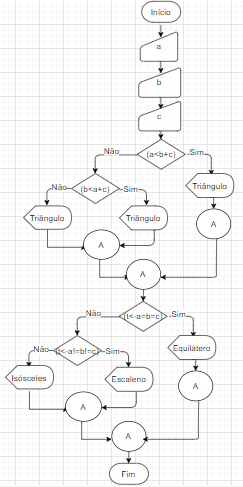 Início
a
b
c
(a<b+c)
Não
Sim
(b<a+c)
Triângulo
Não
Sim
Triângulo
Triângulo
A
A
A
(t<-a=b=c)
Não
Sim
(t<-a!=b!=c)
Equilátero
Não
Sim
Isósceles
Escaleno
A
A
A
Fim